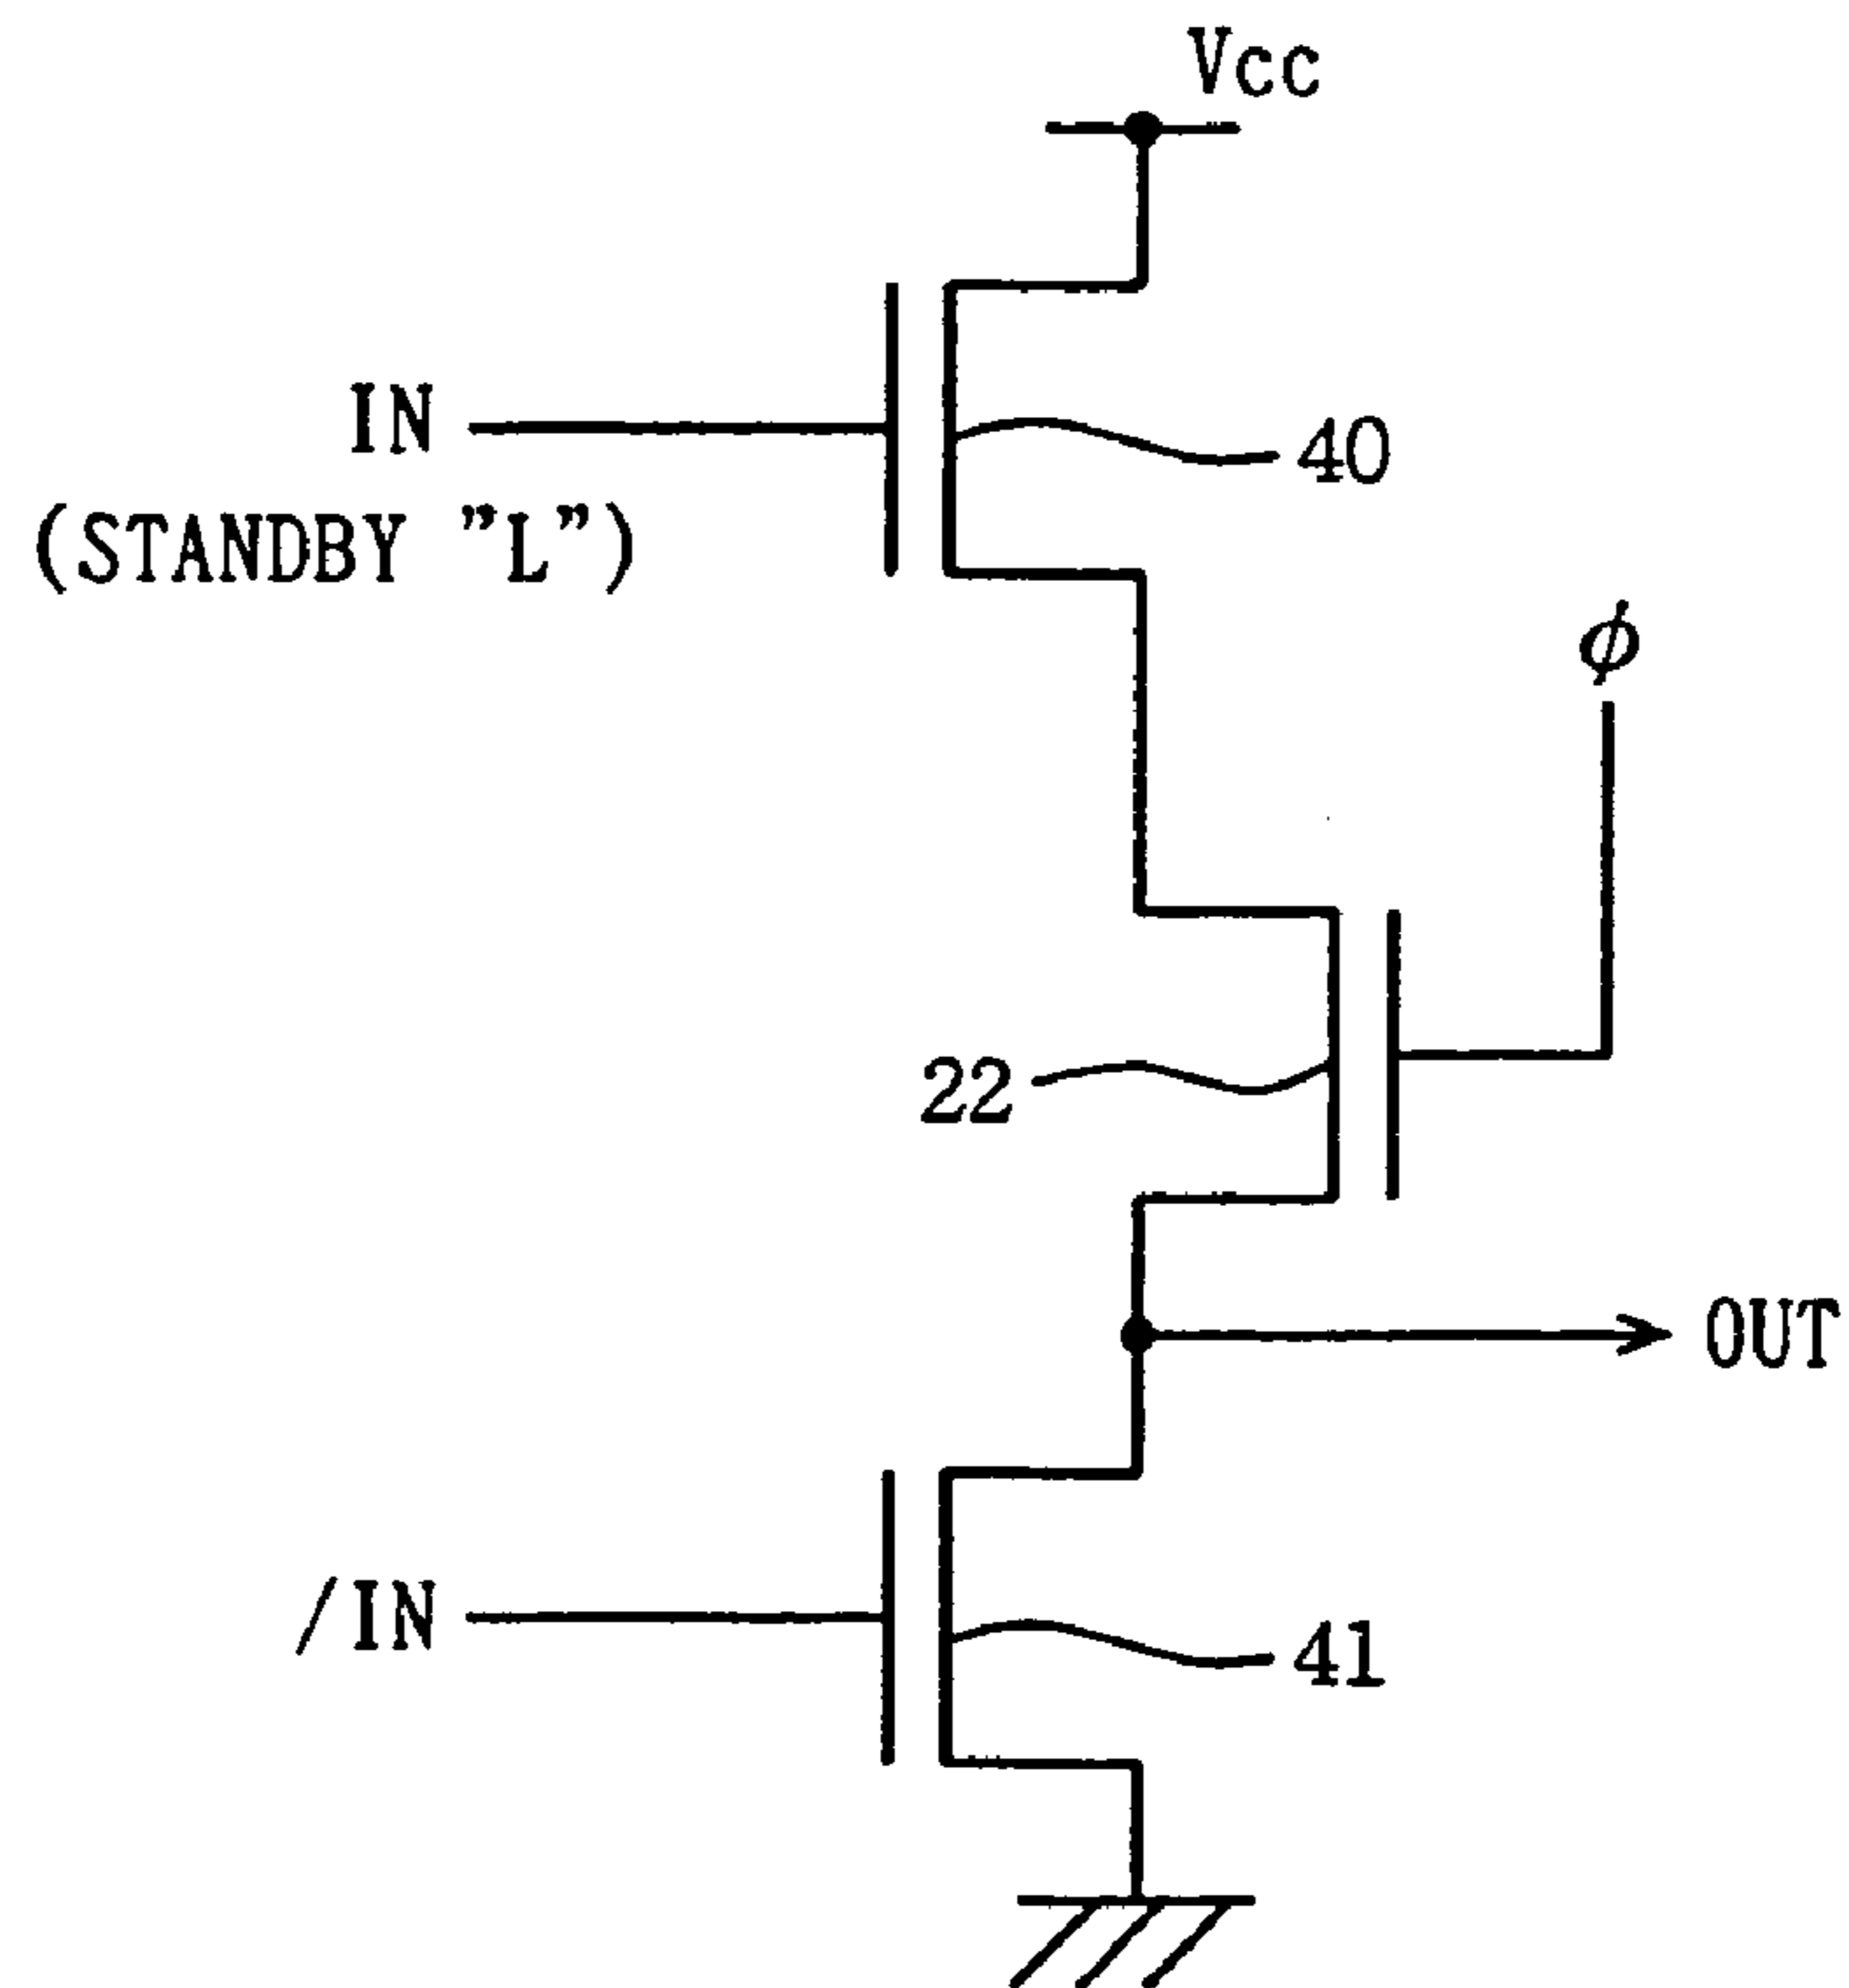 Vcc
IN
40
(STANDBY ”L”)
ϕ
22
OUT
/IN
41